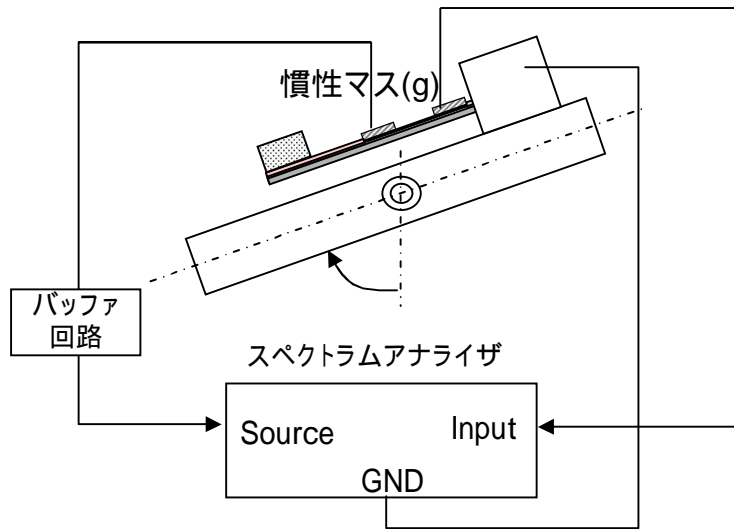 慣性マス(g)
r
バッファ
回路
スペクトラムアナライザ
Source
Input
GND